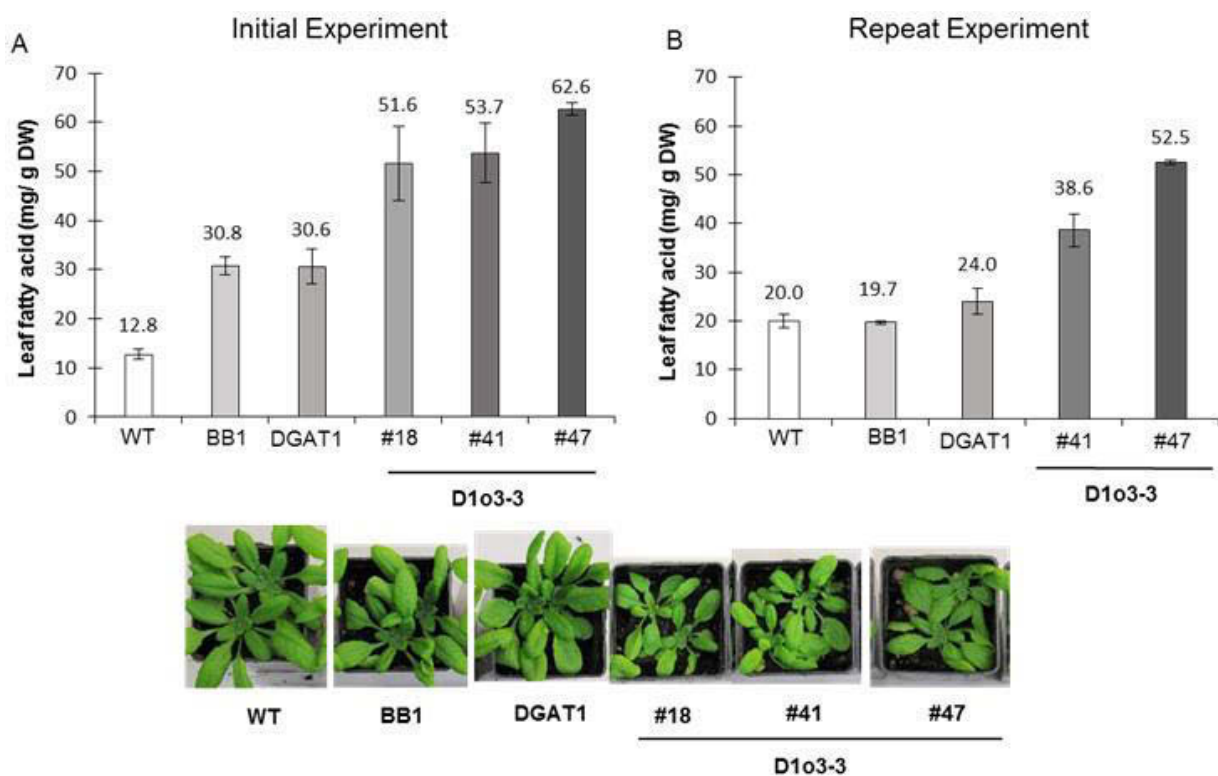 A
Initial Experiment
Leaf fatty acid (mg/ g DW)
70
60
50
40
30
20
10
0
12.8
30.8
30.6
51.6
53.7
62.6
WT BB1 DGAT1 #18 #41 #47
D1o3-3
B
Repeat Experiment
Leaf fatty acid (mg/ g DW)
70
60
50
40
30
20
10
0
20.0
19.7
24.0
38.6
52.5
WT BB1 DGAT1 #41 #47
D1o3-3
WT BB1 DGAT1 #18 #41 #47
D1o3-3